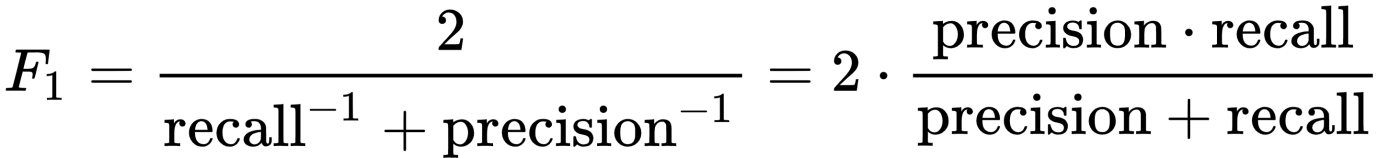 F₁ = 2 / (recall⁻¹ + precision⁻¹) = 2 · (precision · recall) / (precision + recall)